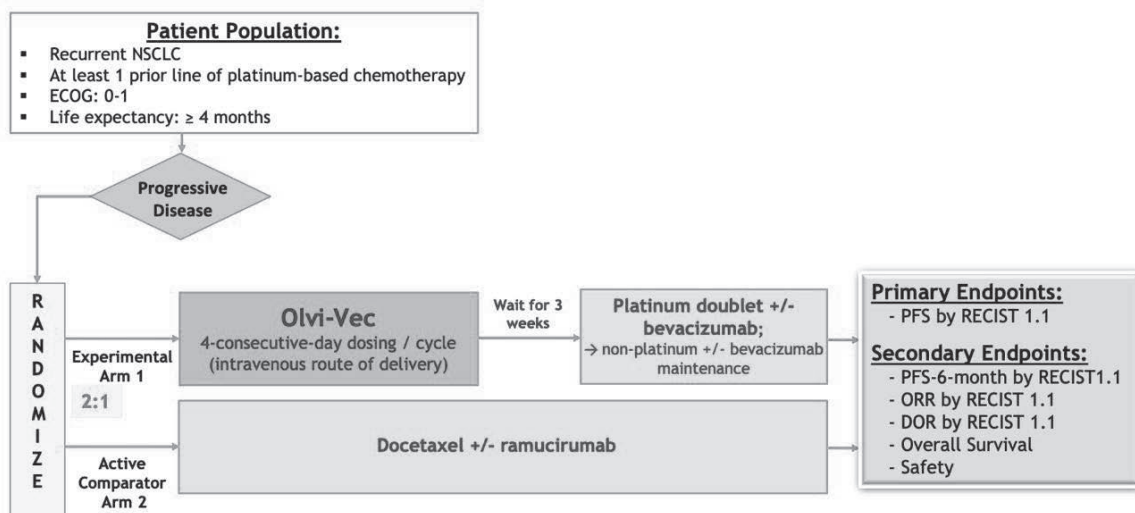 Patient Population:
▪ Recurrent NSCLC
▪ At least 1 prior line of platinum-based chemotherapy
▪ ECOG: 0-1
▪ Life expectancy: ≥ 4 months
Progressive
Disease
R
A
N
D
O
M
I
Z
E
Experimental
Arm 1
2:1
Active
Comparator
Arm 2
Olvi-Vec
4-consecutive-day dosing / cycle
(intravenous route of delivery)
Wait for 3
weeks
Platinum doublet +/-
bevacizumab;
→ non-platinum +/- bevacizumab
maintenance
Docetaxel +/- ramucirumab
Primary Endpoints:
- PFS by RECIST 1.1
Secondary Endpoints:
- PFS-6-month by RECIST1.1
- ORR by RECIST 1.1
- DOR by RECIST 1.1
- Overall Survival
- Safety